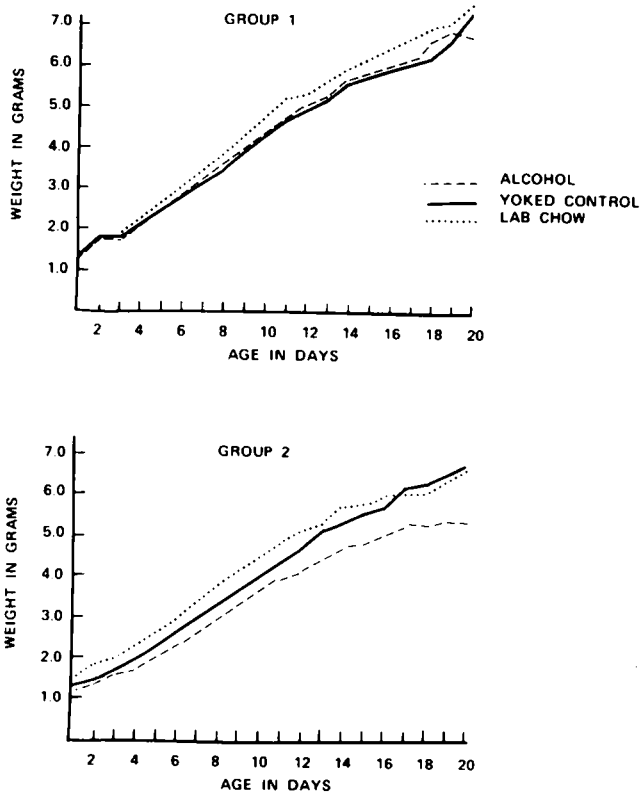 GROUP 1
7.0
6.0
5.0
4.0
3.0
2.0
1.0
WEIGHT IN GRAMS
2 4 6 8 10 12 14 16 18 20
AGE IN DAYS
ALCOHOL
YOKED CONTROL
LAB CHOW
GROUP 2
7.0
6.0
5.0
4.0
3.0
2.0
1.0
WEIGHT IN GRAMS
2 4 6 8 10 12 14 16 18 20
AGE IN DAYS